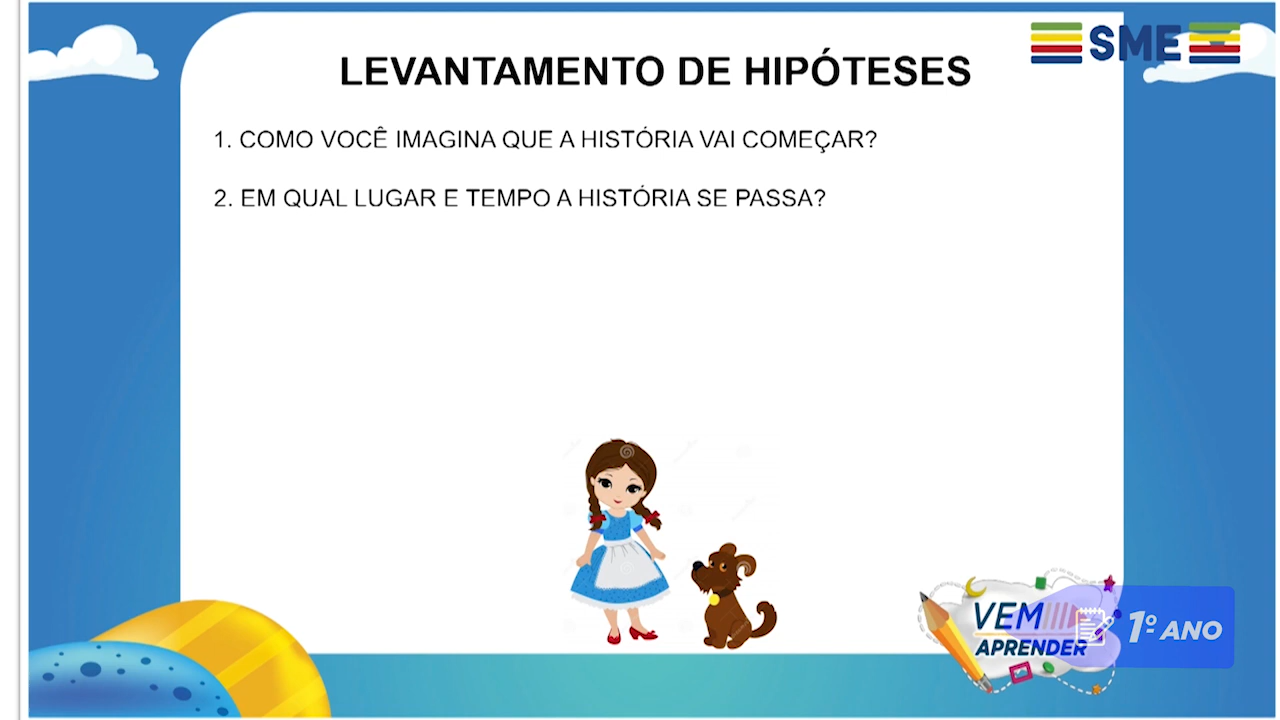 SME
LEVANTAMENTO DE HIPÓTESES
1. COMO VOCÊ IMAGINA QUE A HISTÓRIA VAI COMEÇAR?
2. EM QUAL LUGAR E TEMPO A HISTÓRIA SE PASSA?
VEM
APRENDER
1º ANO